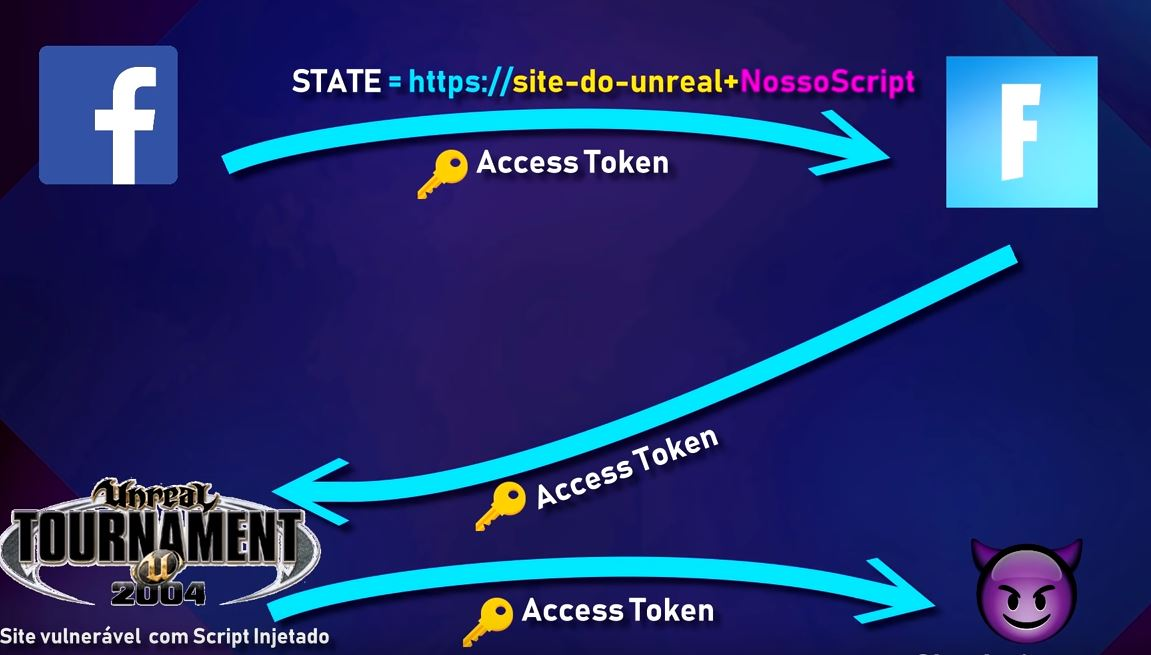 STATE = https://site-do-unreal+NossoScript
Access Token
Access Token
Unreal
TOURNAMENT
2004
Access Token
Site vulnerável com Script Injetado